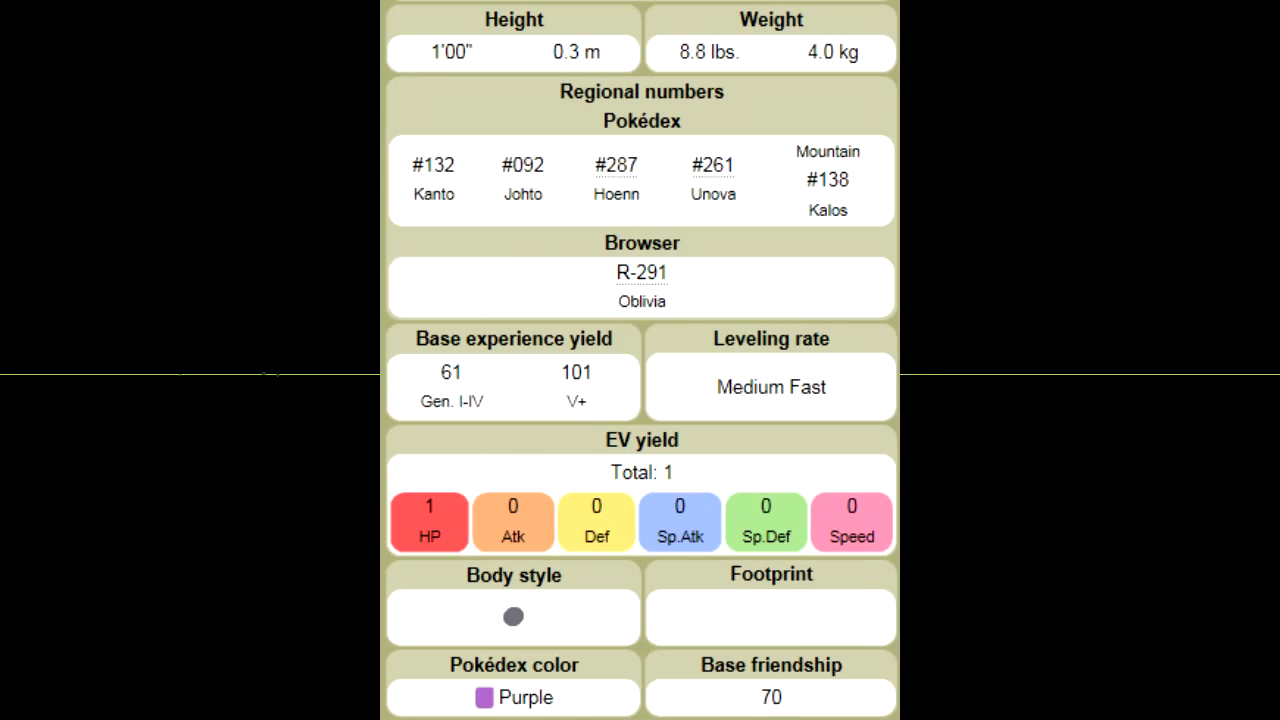 Height Weight
1'00" 0.3 m 8.8 lbs. 4.0 kg
Regional numbers
Pokédex
#132 #092 #287 #261 Mountain #138
Kanto Johto Hoenn Unova Kalos
Browser
R-291
Oblivia
Base experience yield Leveling rate
61 101 Medium Fast
Gen. I-IV V+
EV yield
Total: 1
1 0 0 0 0 0
HP Atk Def Sp.Atk Sp.Def Speed
Body style Footprint
Pokédex color Base friendship
Purple 70